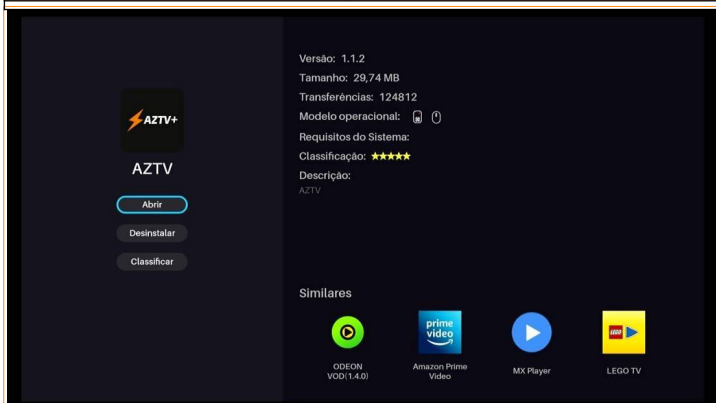 AZTV+
AZTV
Abrir
Desinstalar
Classificar
Versão: 1.1.2
Tamanho: 29,74 MB
Transferências: 124812
Modelo operacional:
Requisitos do Sistema:
Classificação: ★★★★★
Descrição:
AZTV
Similares
prime
video
LEGO
ODEON
VOD(1.4.0)
Amazon Prime
Video
MX Player
LEGO TV